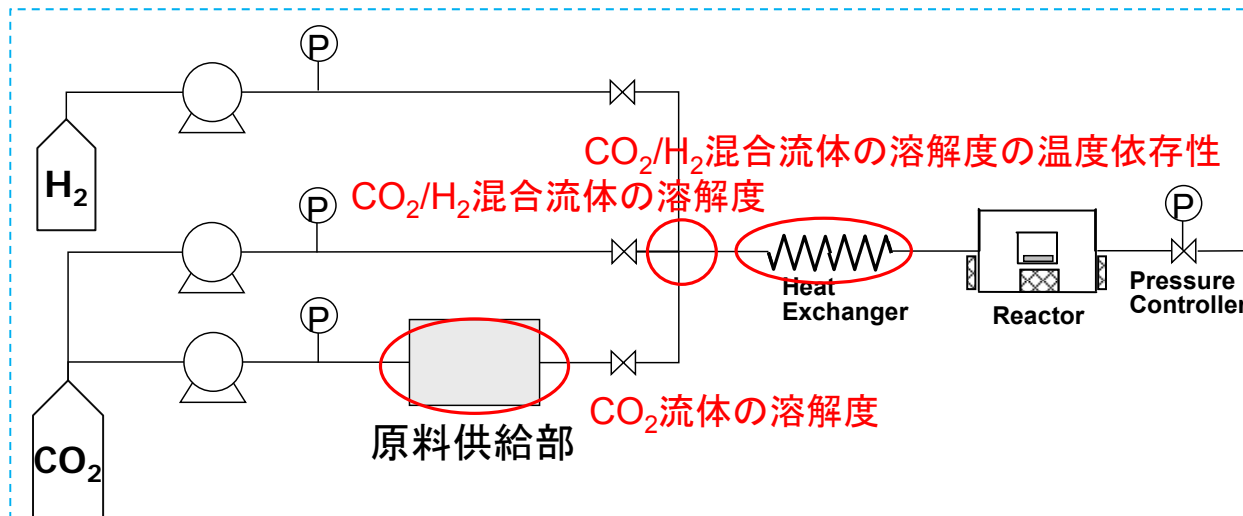 P
H₂
CO₂/H₂混合流体の溶解度の温度依存性
CO₂/H₂混合流体の溶解度
P
P
Heat
Exchanger
Reactor
Pressure
Controller
P
CO₂流体の溶解度
原料供給部
CO₂